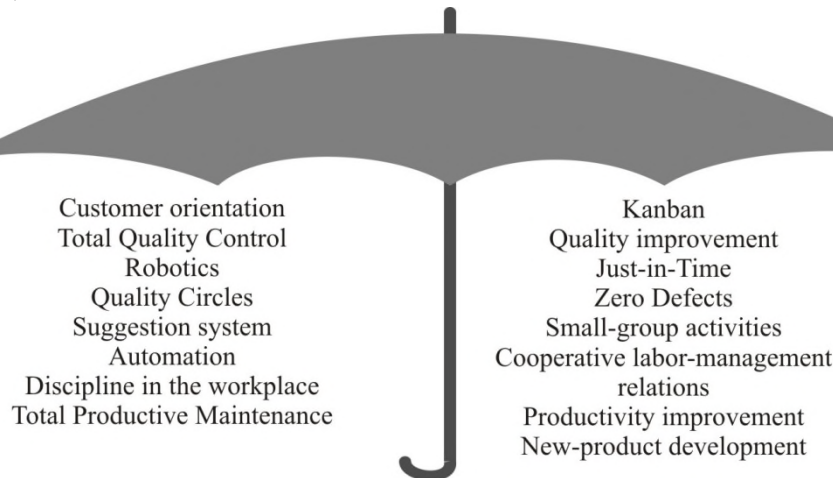 Customer orientation
Total Quality Control
Robotics
Quality Circles
Suggestion system
Automation
Discipline in the workplace
Total Productive Maintenance
Kanban
Quality improvement
Just-in-Time
Zero Defects
Small-group activities
Cooperative labor-management
relations
Productivity improvement
New-product development